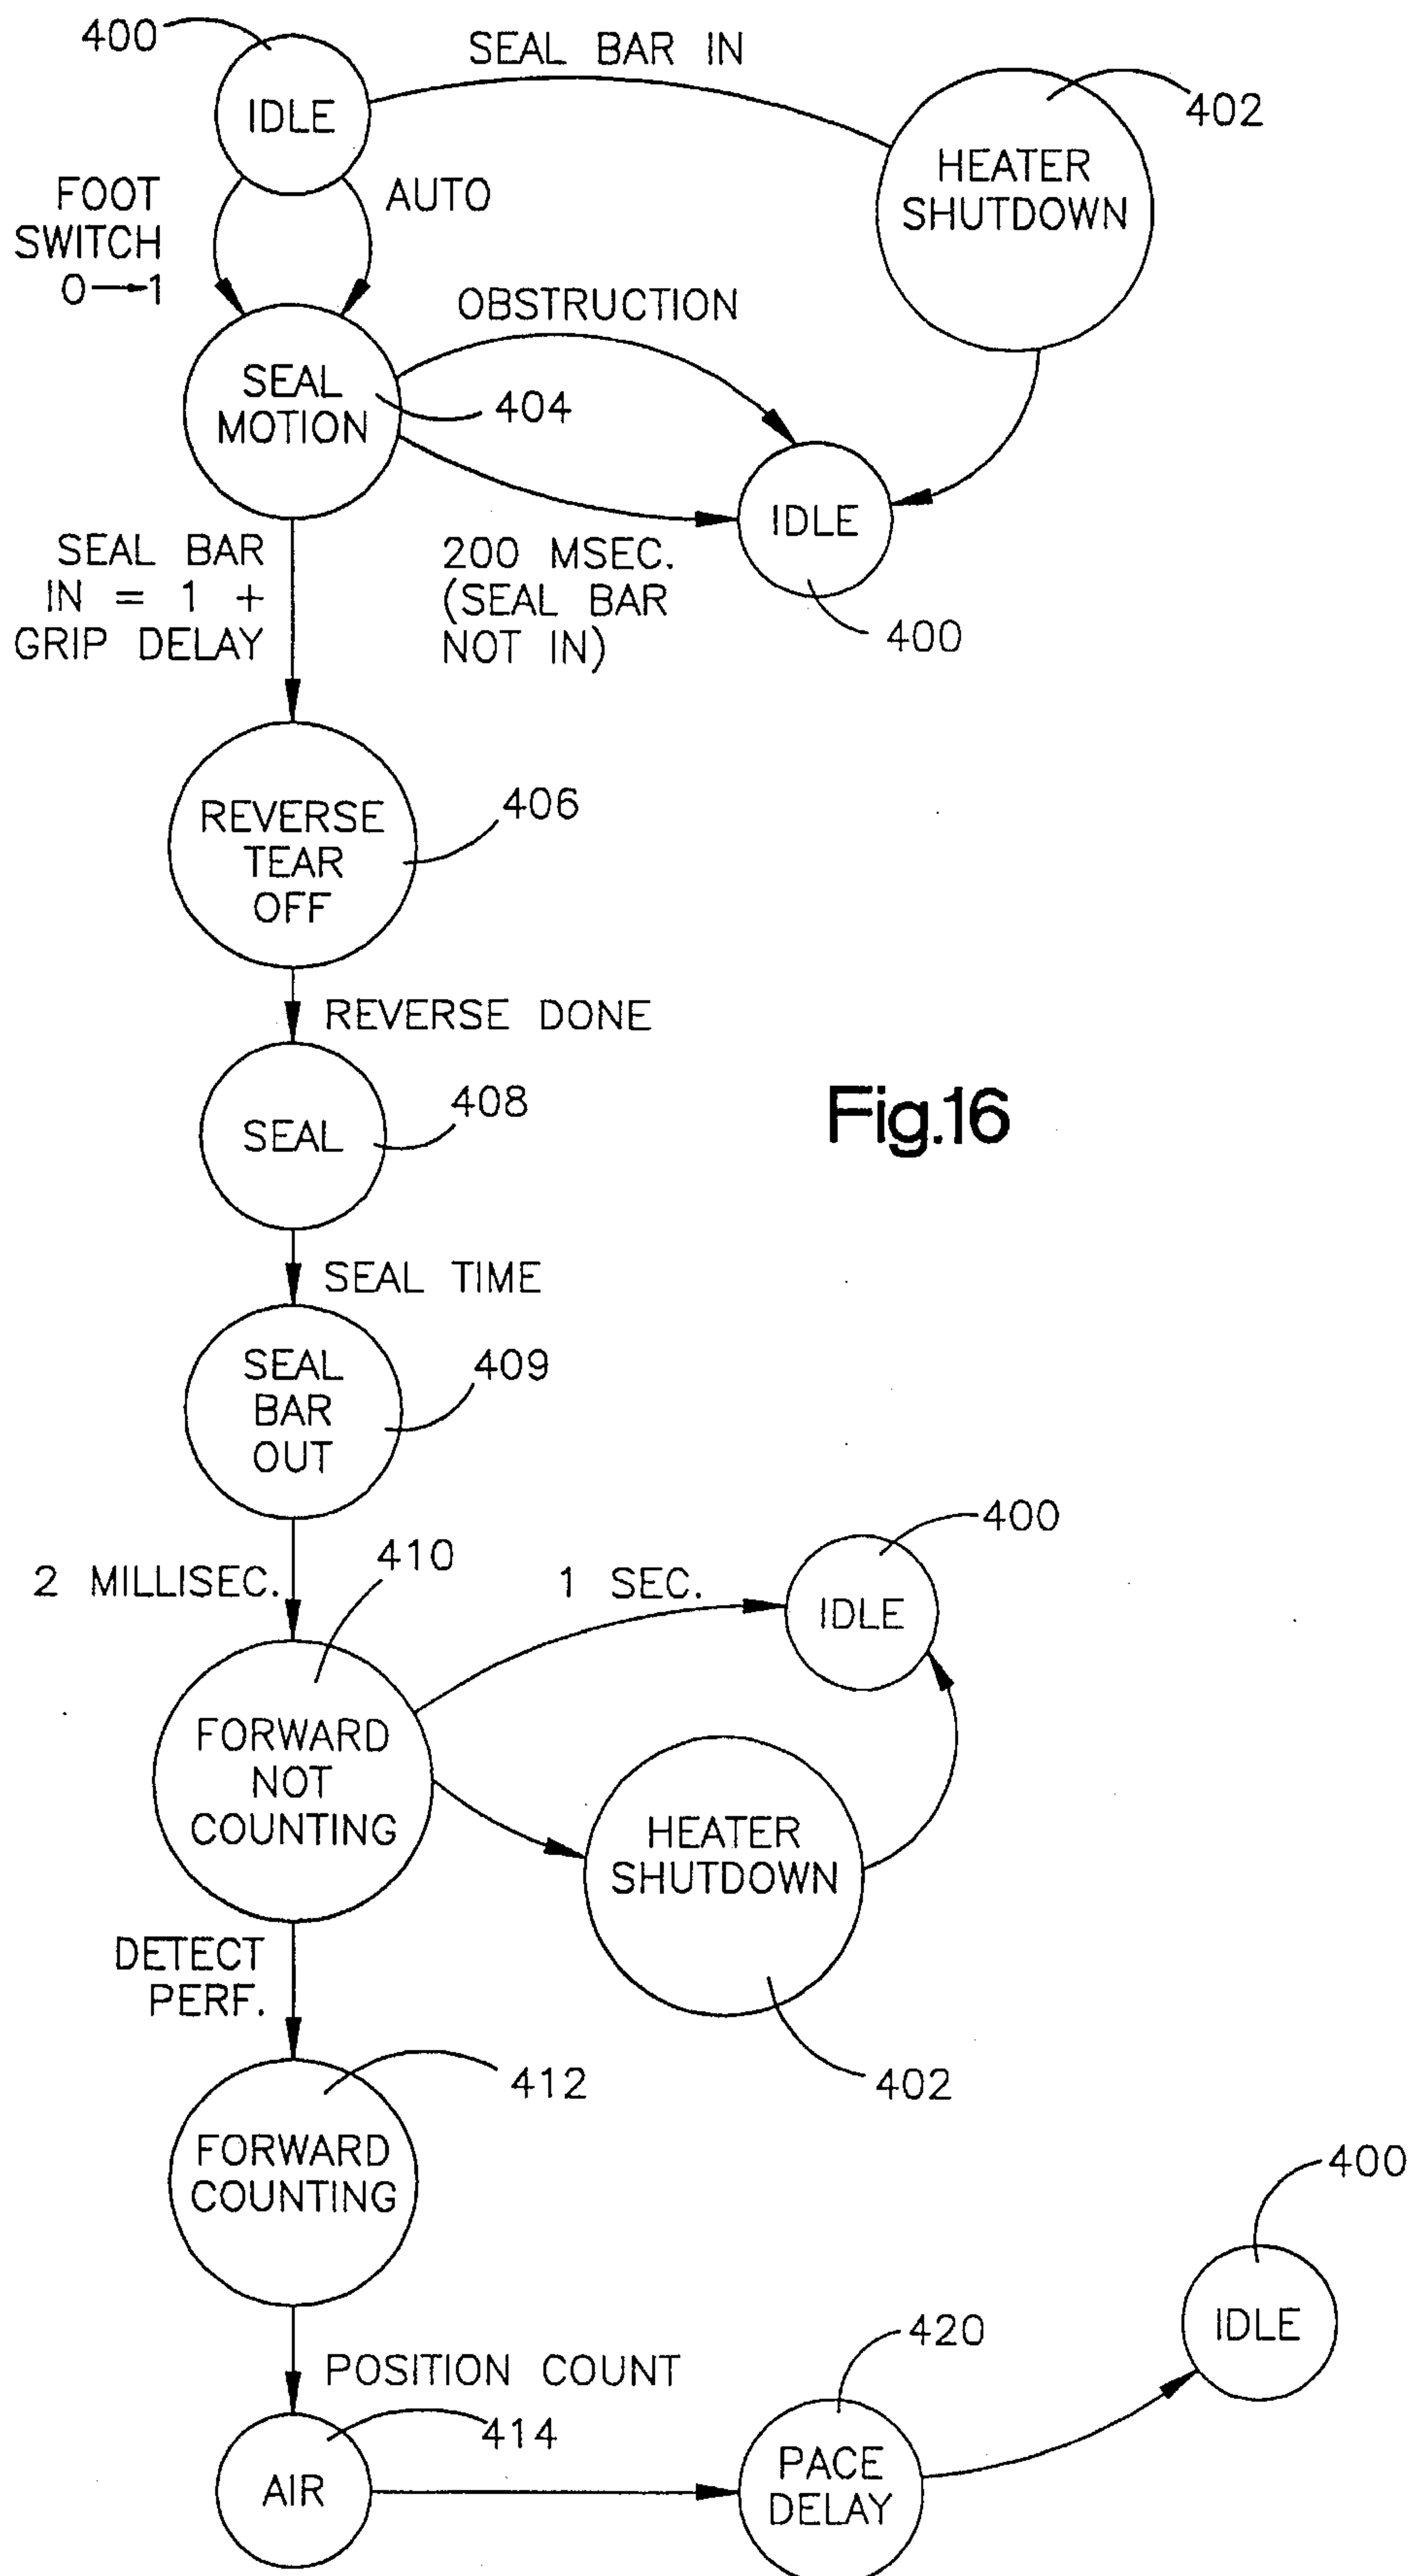 400
SEAL BAR IN
402
IDLE
HEATER
SHUTDOWN
FOOT
SWITCH
0→1
AUTO
OBSTRUCTION
SEAL
MOTION
404
IDLE
SEAL BAR
IN = 1 +
GRIP DELAY
200 MSEC.
(SEAL BAR
NOT IN)
400
406
REVERSE
TEAR
OFF
REVERSE DONE
408
SEAL
Fig.16
SEAL TIME
409
SEAL
BAR
OUT
400
2 MILLISEC.
410
1 SEC.
IDLE
FORWARD
NOT
COUNTING
HEATER
SHUTDOWN
DETECT
PERF.
402
412
FORWARD
COUNTING
400
IDLE
420
POSITION COUNT
414
AIR
PACE
DELAY